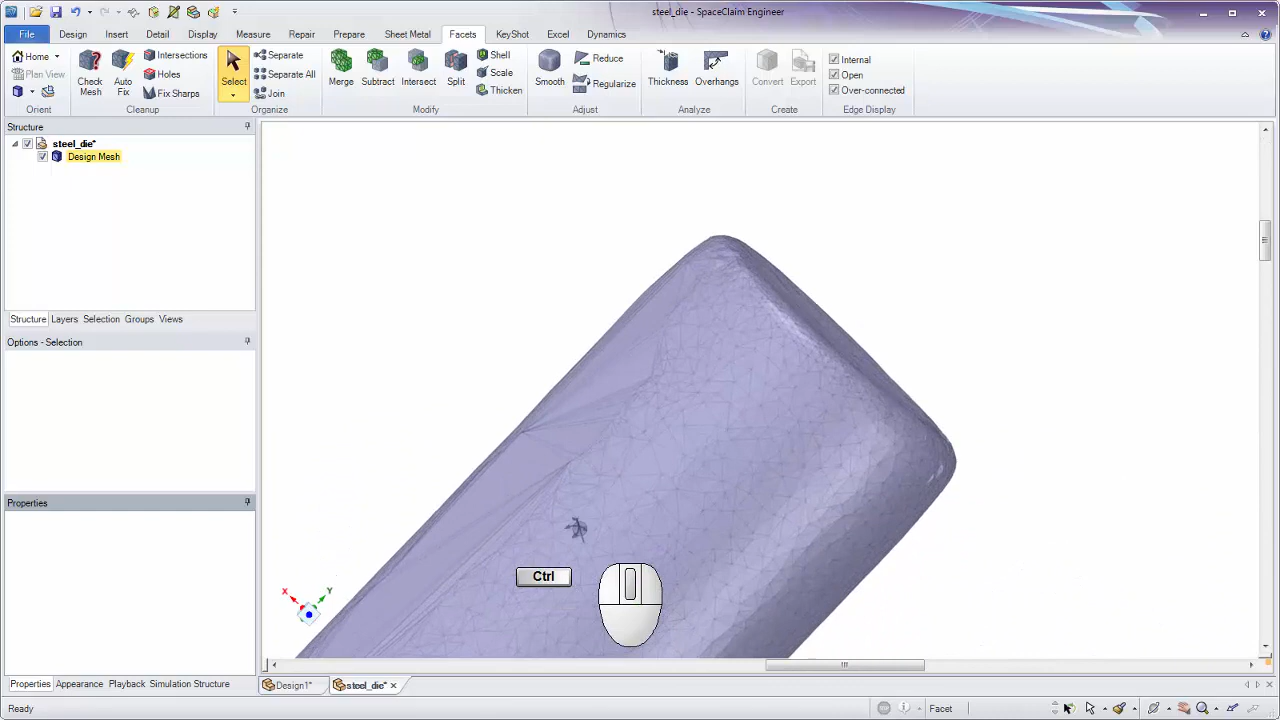 steel_die - SpaceClaim Engineer
File Design Insert Detail Display Measure Repair Prepare Sheet Metal Facets KeyShot Excel Dynamics
Home
Plan View
Orient
Check Mesh
Auto Fix
Intersections
Holes
Fix Sharps
Cleanup
Select
Separate
Separate All
Join
Organize
Merge
Subtract
Intersect
Split
Shell
Scale
Thicken
Modify
Smooth
Reduce
Regularize
Adjust
Thickness
Overhangs
Analyze
Convert
Export
Create
Internal
Open
Over-connected
Edge Display
Structure
steel_die*
Design Mesh
Structure Layers Selection Groups Views
Options - Selection
Properties
X
Y
Ctrl
Properties Appearance Playback Simulation Structure
Design1*
steel_die*
Ready
Facet